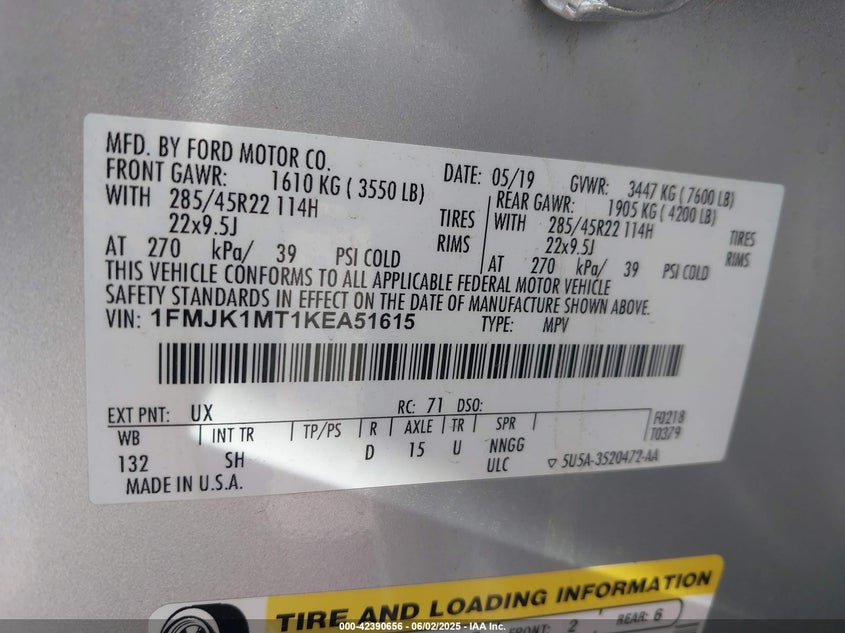 MFD. BY FORD MOTOR CO.
DATE: 05/19 GVWR: 3447 KG ( 7600 LB)
FRONT GAWR: 1610 KG ( 3550 LB)
REAR GAWR: 1905 KG ( 4200 LB)
WITH 285/45R22 114H TIRES
WITH 285/45R22 114H TIRES
22x9.5J RIMS
22x9.5J RIMS
AT 270 kPa/ 39 PSI COLD
AT 270 kPa/ 39 PSI COLD
THIS VEHICLE CONFORMS TO ALL APPLICABLE FEDERAL MOTOR VEHICLE
SAFETY STANDARDS IN EFFECT ON THE DATE OF MANUFACTURE SHOWN ABOVE.
VIN: 1FMJK1MT1KEA51615 TYPE: MPV
EXT PNT: UX RC: 71 DSO:
F0218
T0379
WB INT TR TP/PS R AXLE TR SPR
132 SH D 15 U NNGG
ULC
5U5A-3520472-AA
MADE IN U.S.A.
TIRE AND LOADING INFORMATION
FRONT: 2 REAR: 6
000-42390656 - 06/02/2025 - IAA Inc.